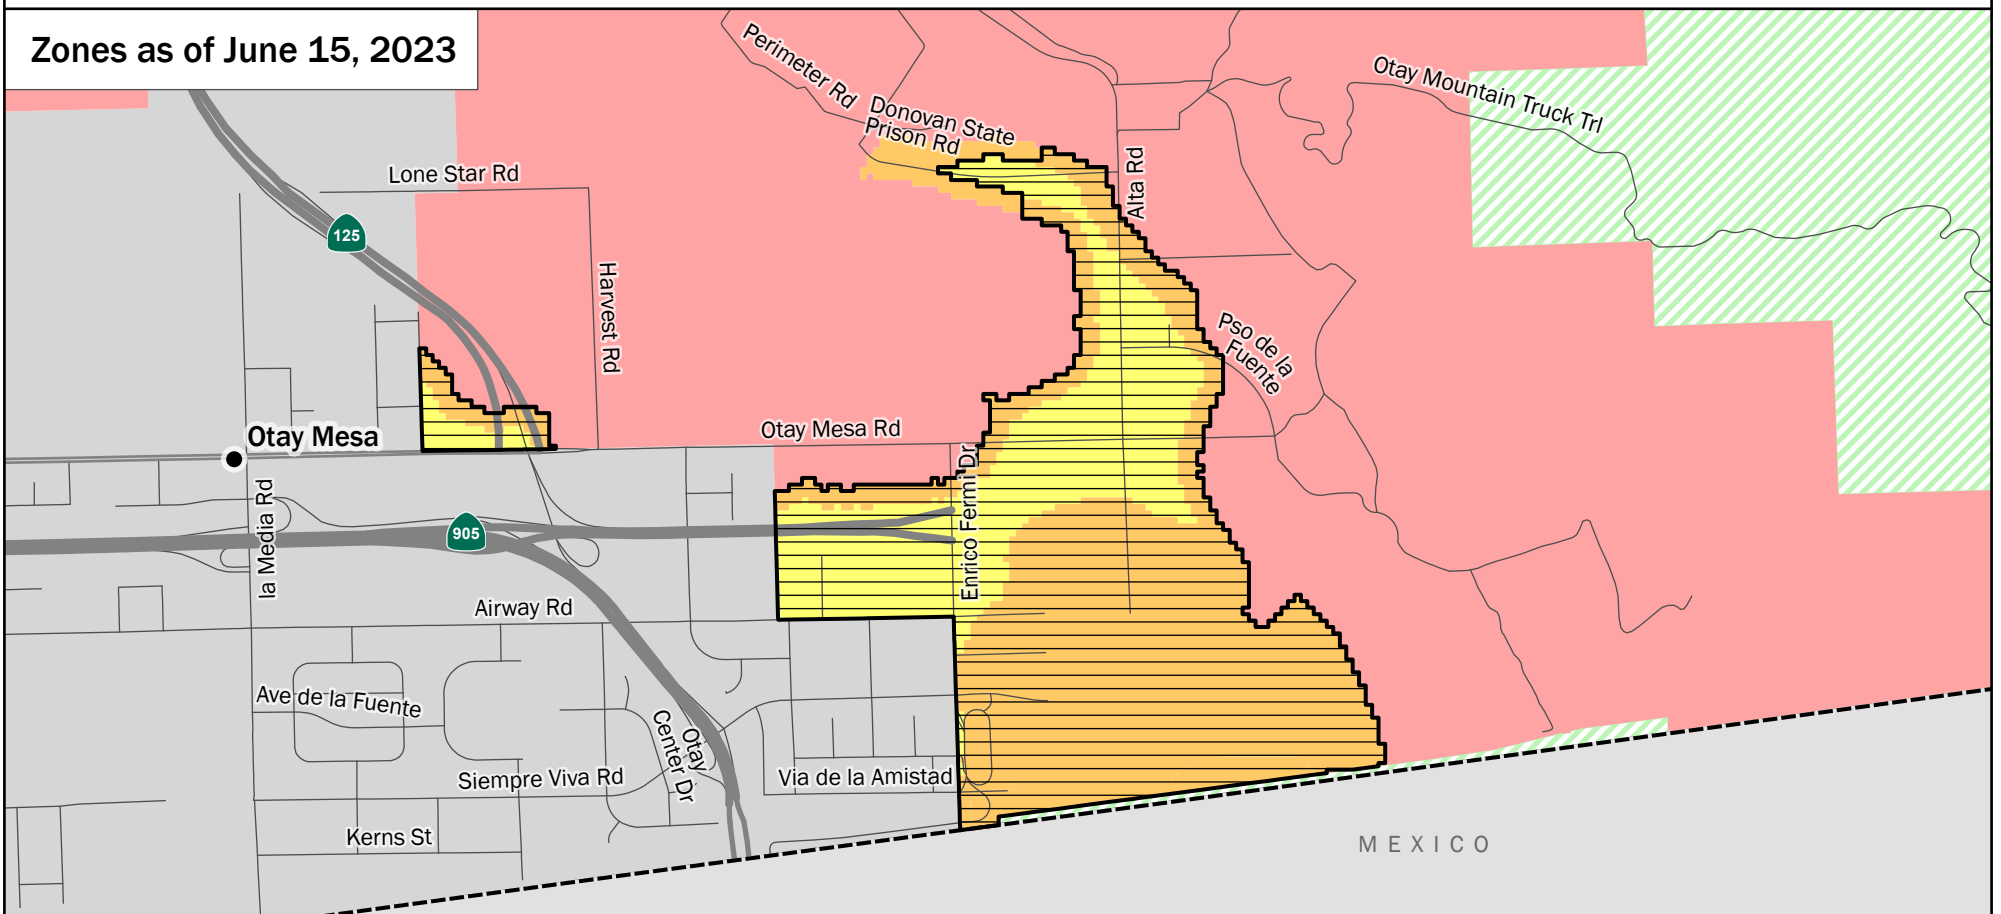 Zones as of June 15, 2023
Perimeter Rd
Donovan State
Prison Rd
Otay Mountain Truck Trl
Lone Star Rd
Alta Rd
125
Harvest Rd
Pso de la
Fuente
Otay Mesa
Otay Mesa Rd
Enrico Fermi Dr
la Media Rd
905
Airway Rd
Ave de la Fuente
Otay
Center Dr
Siempre Viva Rd
Via de la Amistad
Kerns St
MEXICO